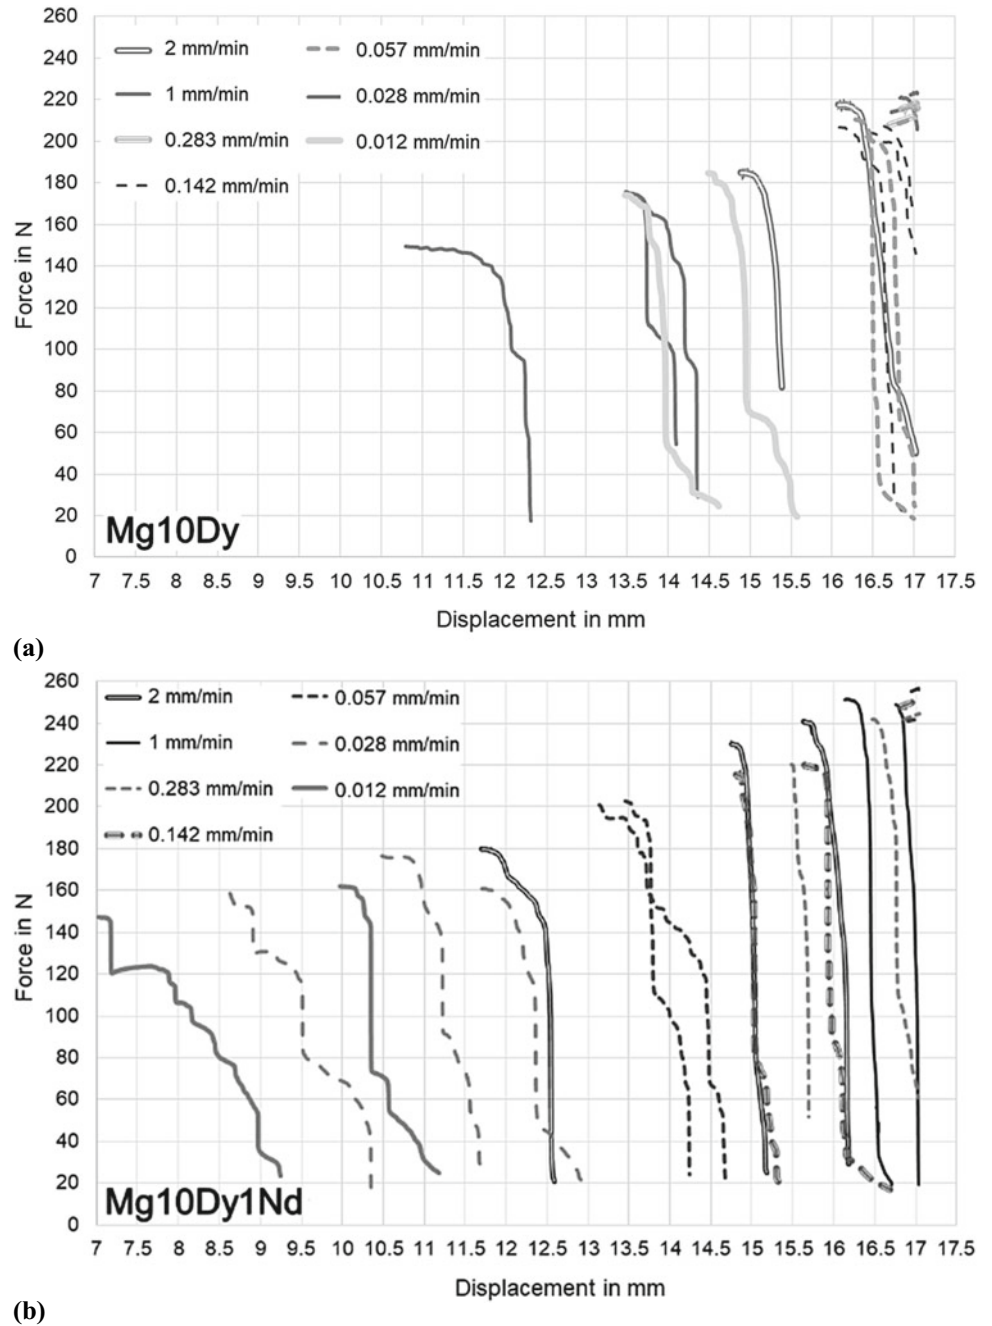 260
240
220
200
180
160
140
120
100
80
60
40
20
0
Force in N
2 mm/min
0.057 mm/min
1 mm/min
0.028 mm/min
0.283 mm/min
0.012 mm/min
0.142 mm/min
Mg10Dy
7 7.5 8 8.5 9 9.5 10 10.5 11 11.5 12 12.5 13 13.5 14 14.5 15 15.5 16 16.5 17 17.5
Displacement in mm
(a)
260
240
220
200
180
160
140
120
100
80
60
40
20
0
Force in N
2 mm/min
0.057 mm/min
1 mm/min
0.028 mm/min
0.283 mm/min
0.012 mm/min
0.142 mm/min
Mg10Dy1Nd
7 7.5 8 8.5 9 9.5 10 10.5 11 11.5 12 12.5 13 13.5 14 14.5 15 15.5 16 16.5 17 17.5
Displacement in mm
(b)